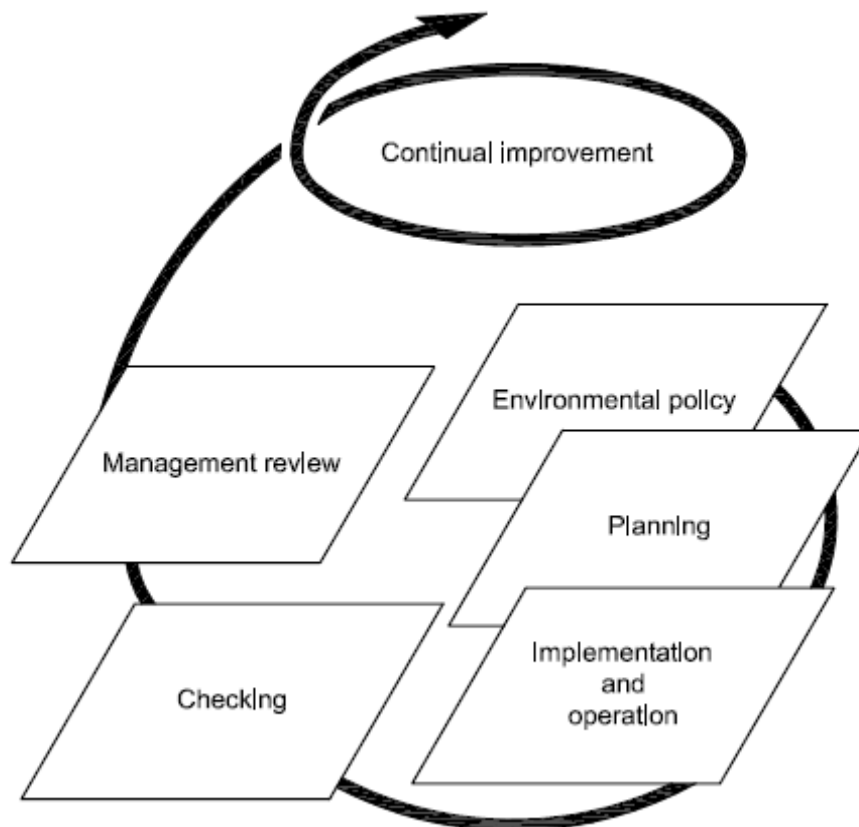 Continual improvement
Environmental policy
Management review
Planning
Implementation
and
operation
Checking